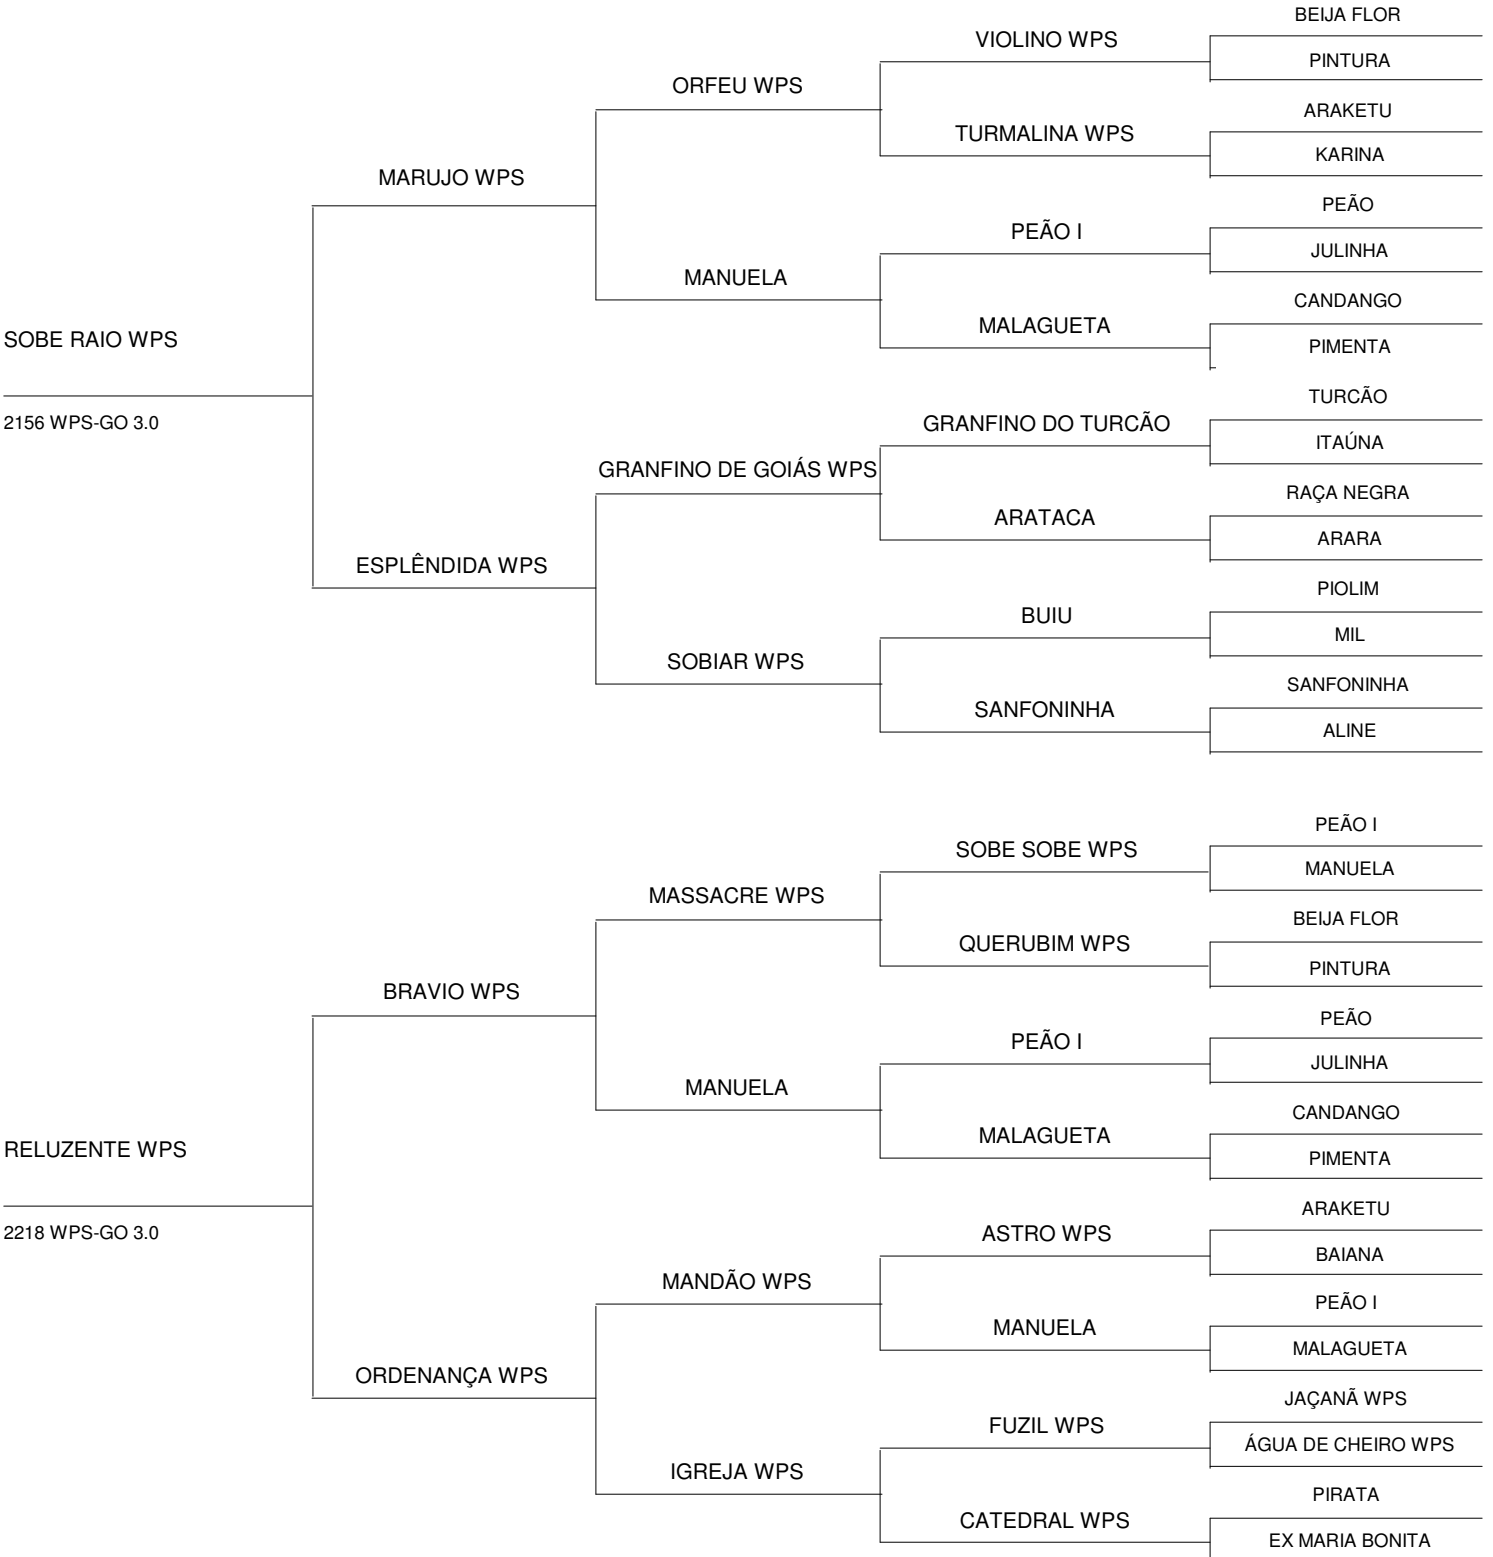 BEIJA FLOR
VIOLINO WPS
PINTURA
ORFEU WPS
ARAKETU
TURMALINA WPS
KARINA
MARUJO WPS
PEÃO
PEÃO I
JULINHA
MANUELA
CANDANGO
MALAGUETA
PIMENTA
SOBE RAIO WPS
2156 WPS-GO 3.0
TURCÃO
GRANFINO DO TURCÃO
ITAÚNA
GRANFINO DE GOIÁS WPS
RAÇA NEGRA
ARATACA
ARARA
ESPLÊNDIDA WPS
PIOLIM
BUIU
MIL
SOBIAR WPS
SANFONINHA
SANFONINHA
ALINE
PEÃO I
SOBE SOBE WPS
MANUELA
MASSACRE WPS
BEIJA FLOR
QUERUBIM WPS
PINTURA
BRAVIO WPS
PEÃO
PEÃO I
JULINHA
MANUELA
CANDANGO
MALAGUETA
PIMENTA
RELUZENTE WPS
2218 WPS-GO 3.0
ARAKETU
ASTRO WPS
BAIANA
MANDÃO WPS
PEÃO I
MANUELA
MALAGUETA
ORDENANÇA WPS
JAÇANÃ WPS
FUZIL WPS
ÁGUA DE CHEIRO WPS
IGREJA WPS
PIRATA
CATEDRAL WPS
EX MARIA BONITA